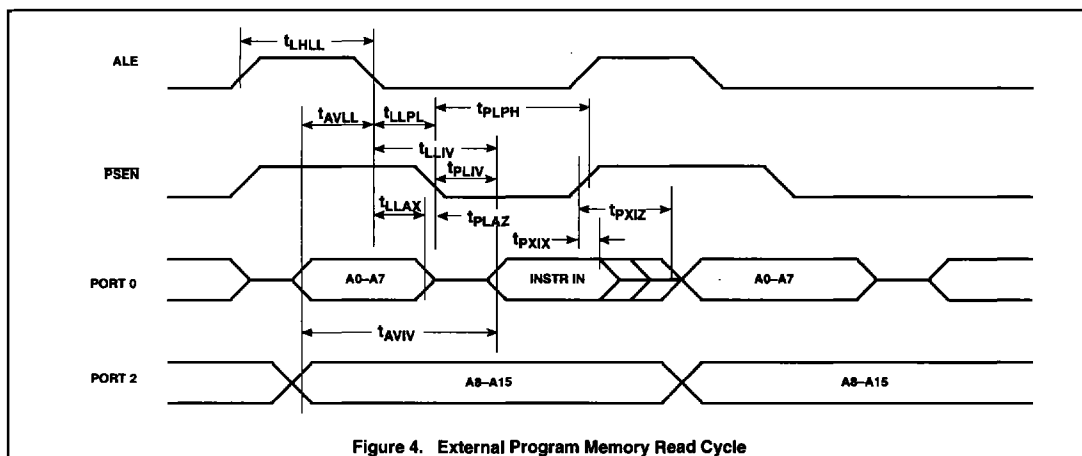 ALE
tLHLL
tAVLL
tLLPL
tPLPH
tLLIV
tPLIV
PSEN
tLLAX
tPLAZ
tPXIZ
tPXIX
PORT 0
A0–A7
INSTR IN
A0–A7
tAVIV
PORT 2
A8–A15
A8–A15
Figure 4. External Program Memory Read Cycle